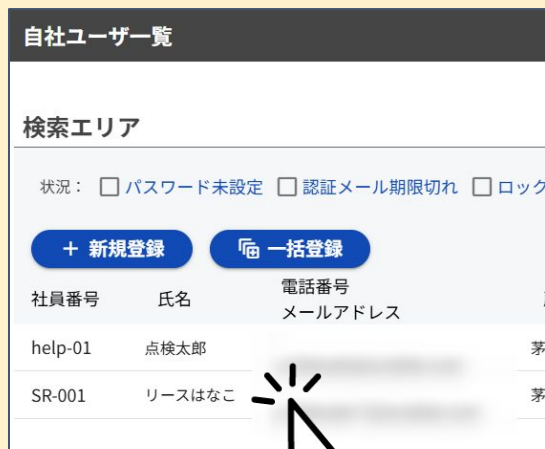 自社ユーザ一覧
検索エリア
状況： パスワード未設定 認証メール期限切れ ロック
＋ 新規登録 一括登録
社員番号 氏名 電話番号
メールアドレス
help-01 点検太郎 茅
SR-001 リースはなこ 茅